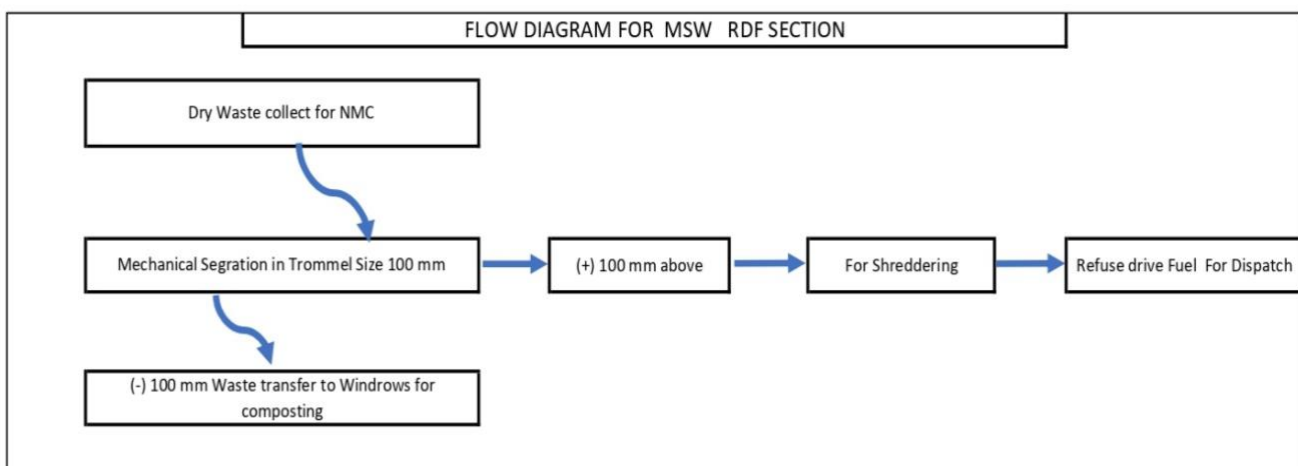 FLOW DIAGRAM FOR MSW RDF SECTION
Dry Waste collect for NMC
Mechanical Segration in Trommel Size 100 mm
(+) 100 mm above
For Shreddering
Refuse drive Fuel For Dispatch
(-) 100 mm Waste transfer to Windrows for
composting